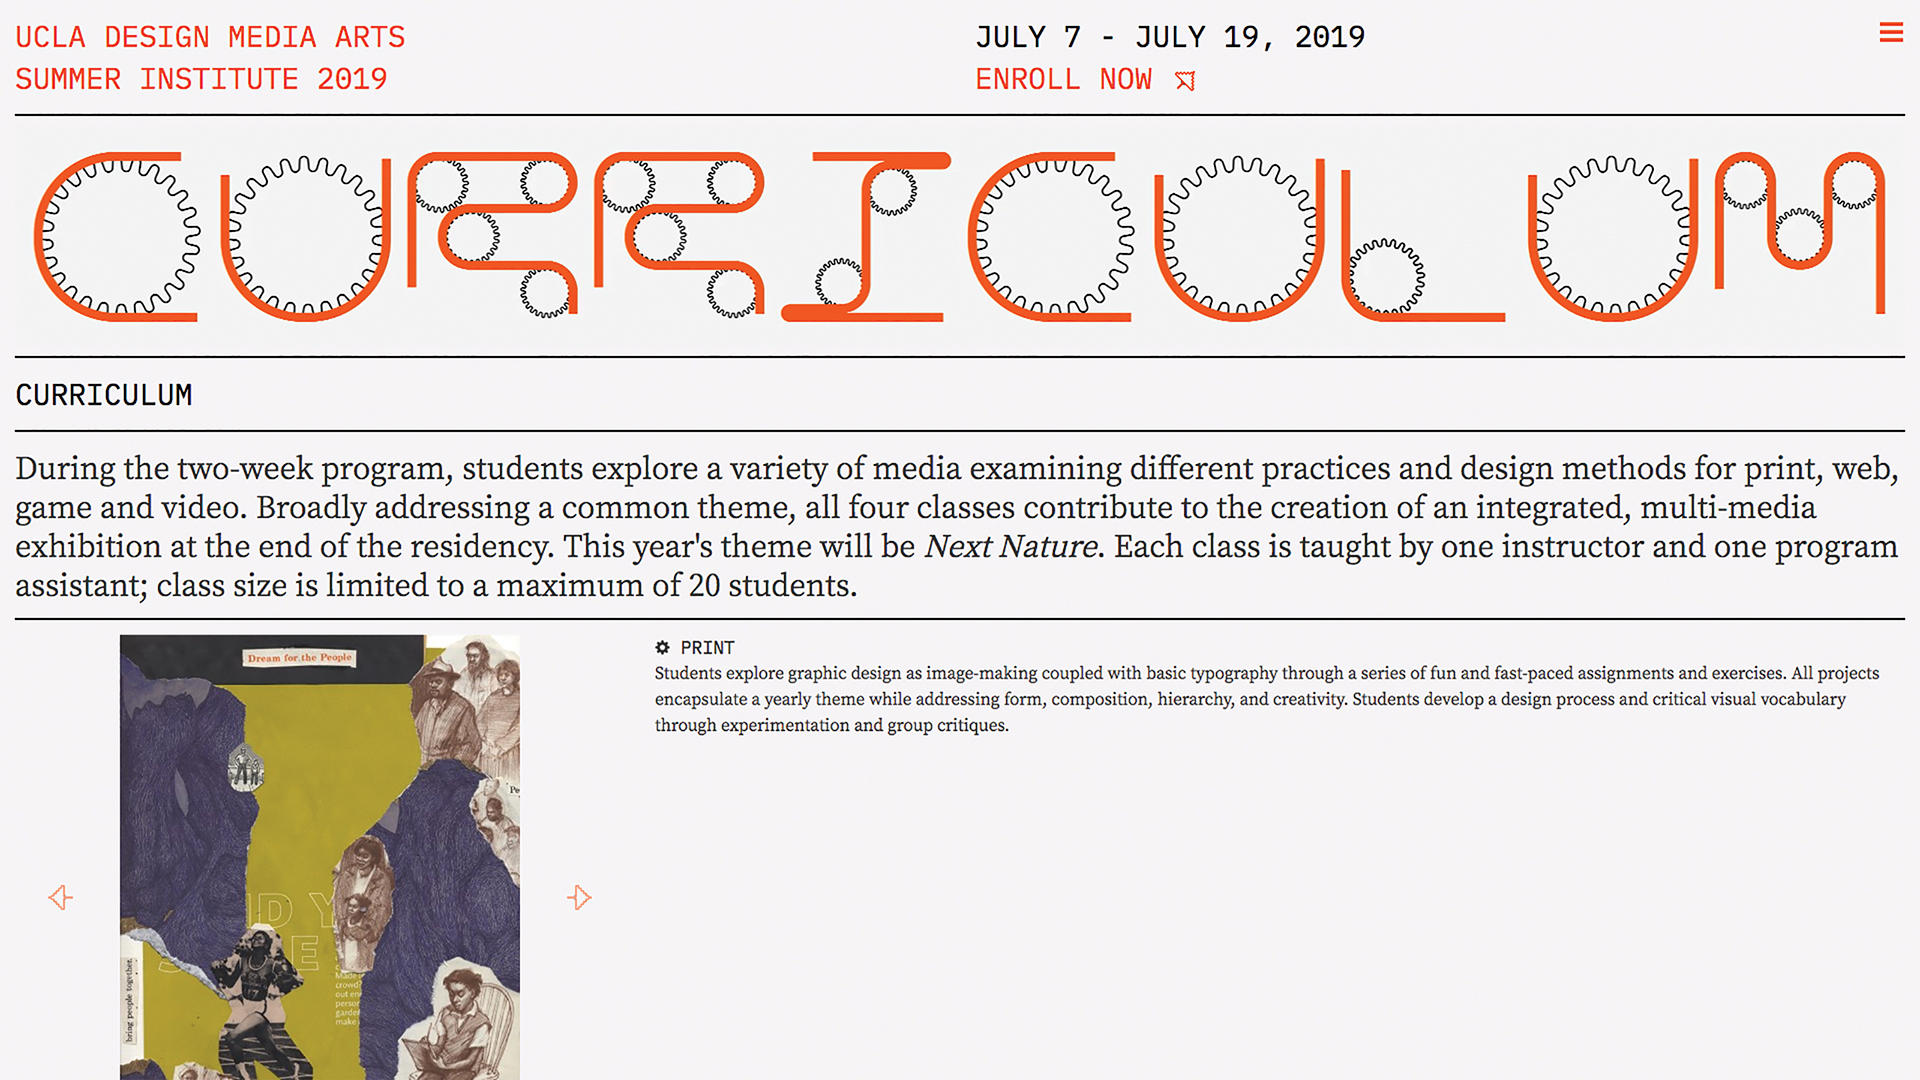 UCLA DESIGN MEDIA ARTS
SUMMER INSTITUTE 2019
JULY 7 - JULY 19, 2019
ENROLL NOW
CURRICULUM
CURRICULUM
During the two-week program, students explore a variety of media examining different practices and design methods for print, web,
game and video. Broadly addressing a common theme, all four classes contribute to the creation of an integrated, multi-media
exhibition at the end of the residency. This year's theme will be Next Nature. Each class is taught by one instructor and one program
assistant; class size is limited to a maximum of 20 students.
PRINT
Students explore graphic design as image-making coupled with basic typography through a series of fun and fast-paced assignments and exercises. All projects
encapsulate a yearly theme while addressing form, composition, hierarchy, and creativity. Students develop a design process and critical visual vocabulary
through experimentation and group critiques.
Dream for the People
bring people together.
Made
crowd?
make